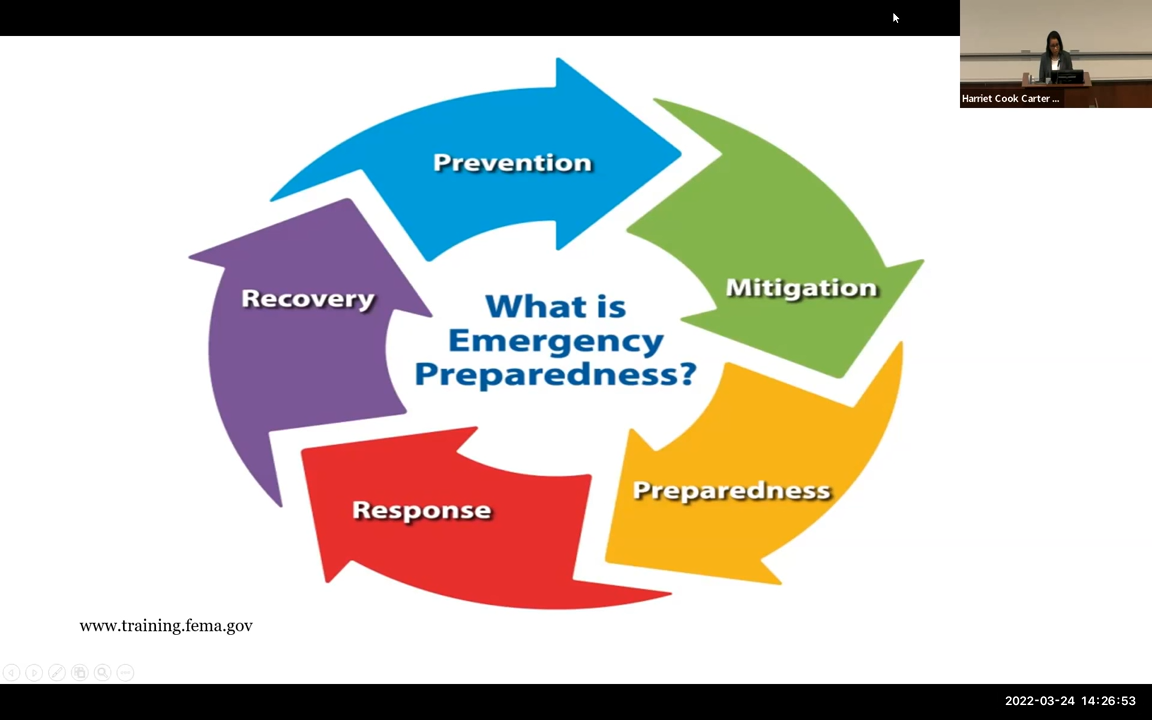 Harriet Cook Carter ...
Prevention
Mitigation
Recovery
What is
Emergency
Preparedness?
Preparedness
Response
www.training.fema.gov
2022-03-24 14:26:53